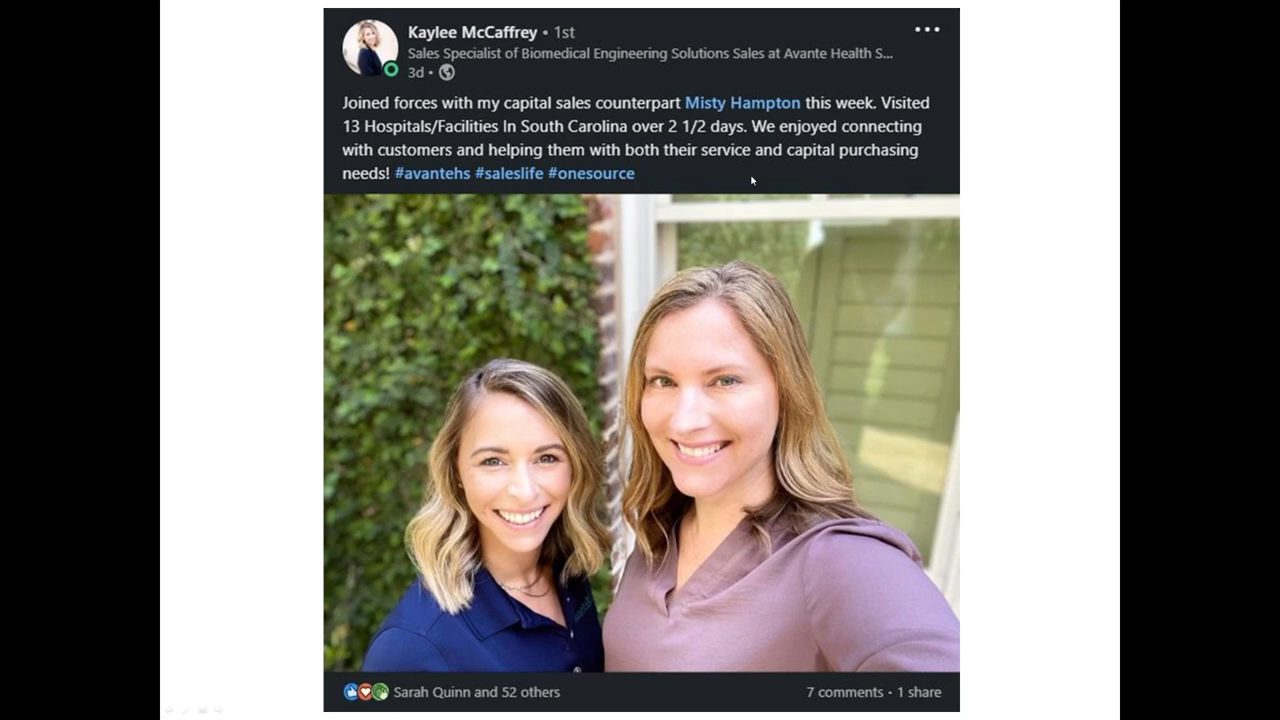 Kaylee McCaffrey • 1st
Sales Specialist of Biomedical Engineering Solutions Sales at Avante Health S...
3d •
Joined forces with my capital sales counterpart Misty Hampton this week. Visited
13 Hospitals/Facilities In South Carolina over 2 1/2 days. We enjoyed connecting
with customers and helping them with both their service and capital purchasing
needs! #avantehs #saleslife #onesource
Sarah Quinn and 52 others
7 comments • 1 share